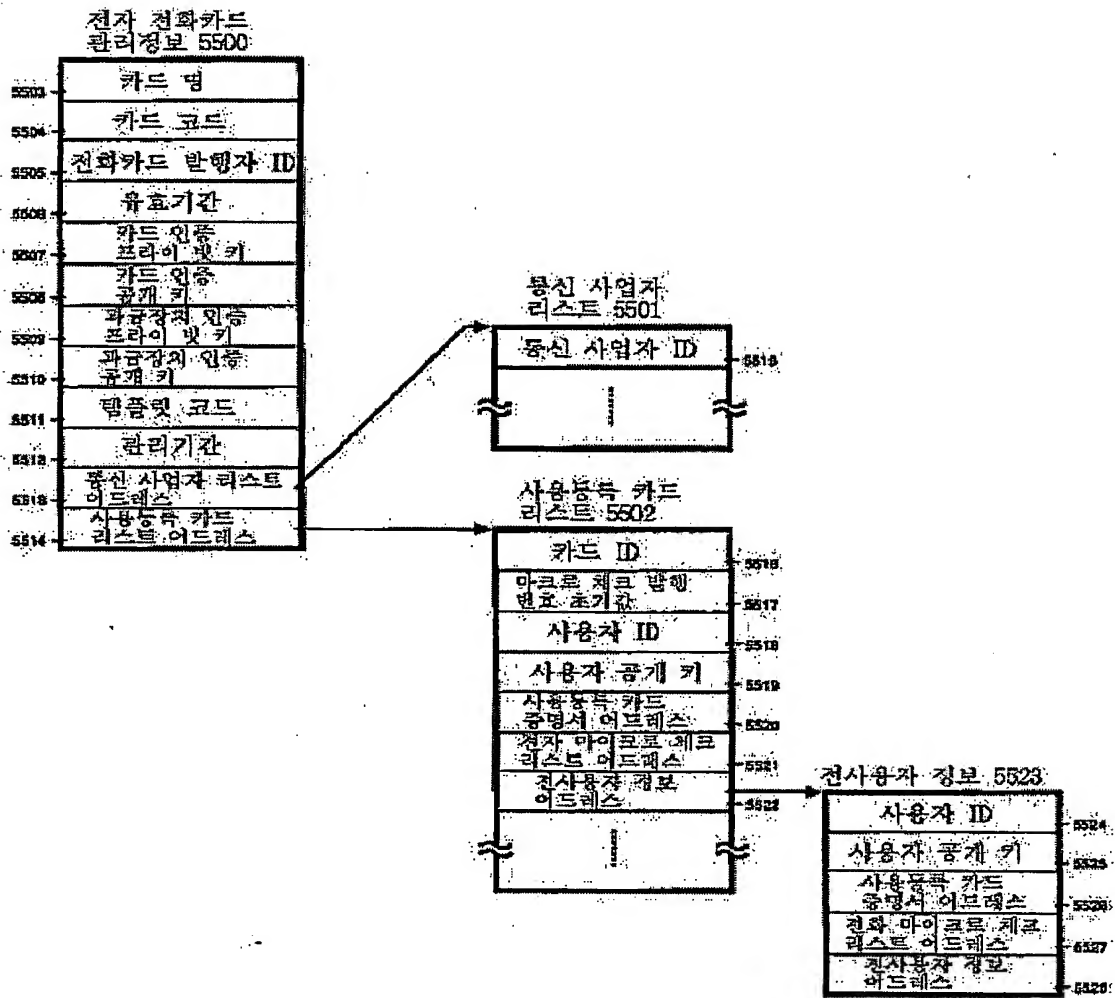 전자 전화카드
관리정보 5500
카드 명
5503
카드 코드
5504
전화카드 발행자 ID
5505
유효기간
5506
카드 인증
프라이 빗 키
5507
카드 인증
공개 키
5508
과금장치 인증
프라이 빗 키
5509
과금장치 인증
공개 키
5510
템플릿 코드
5511
관리기간
5512
통신 사업자 리스트
어드레스
5513
사용등록 카드
리스트 어드레스
5514
통신 사업자
리스트 5501
통신 사업자 ID
5515
사용등록 카드
리스트 5502
카드 ID
5516
마크로 체크 발행
번호 초기값
5517
사용자 ID
5518
사용자 공개 키
5519
사용등록 카드
증명서 어드레스
5520
전자 마이크로 체크
리스트 어드레스
5521
전사용자 정보
어드레스
5522
전사용자 정보 5523
사용자 ID
5524
사용자 공개 키
5525
사용등록 카드
증명서 어드레스
5526
전화 마이크로 체크
리스트 어드레스
5527
전사용자 정보
어드레스
5528